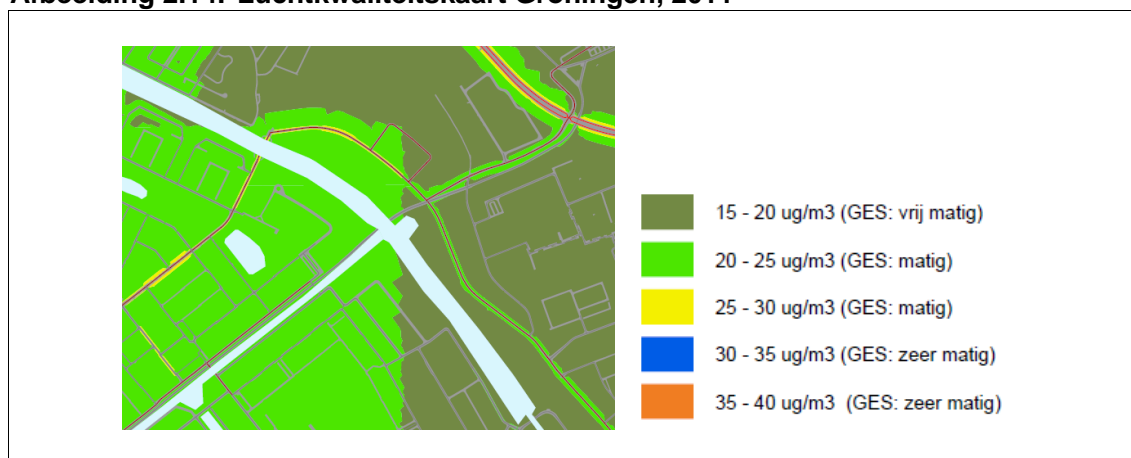 15 - 20 ug/m3 (GES: vrij matig)
20 - 25 ug/m3 (GES: matig)
25 - 30 ug/m3 (GES: matig)
30 - 35 ug/m3 (GES: zeer matig)
35 - 40 ug/m3 (GES: zeer matig)